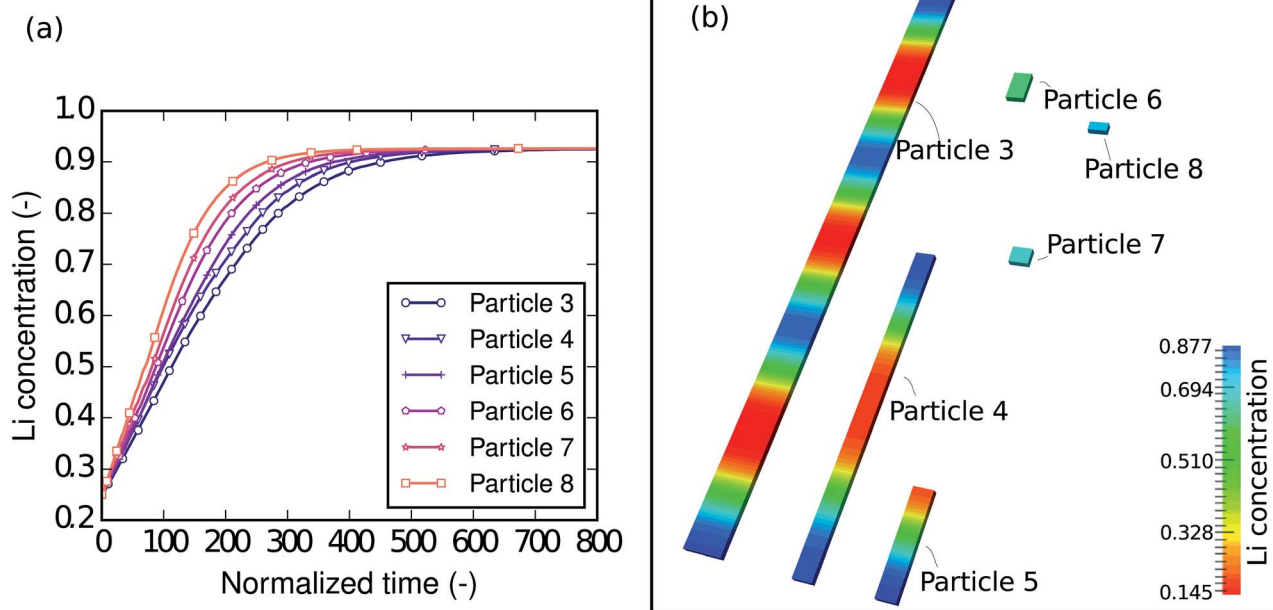 (a)
1.0
0.9
0.8
0.7
0.6
0.5
0.4
0.3
0.2
0 100 200 300 400 500 600 700 800
Li concentration (-)
Normalized time (-)
Particle 3
Particle 4
Particle 5
Particle 6
Particle 7
Particle 8
(b)
Particle 6
Particle 3
Particle 8
Particle 7
Particle 4
Particle 5
0.877
0.694
0.510
0.328
0.145
Li concentration